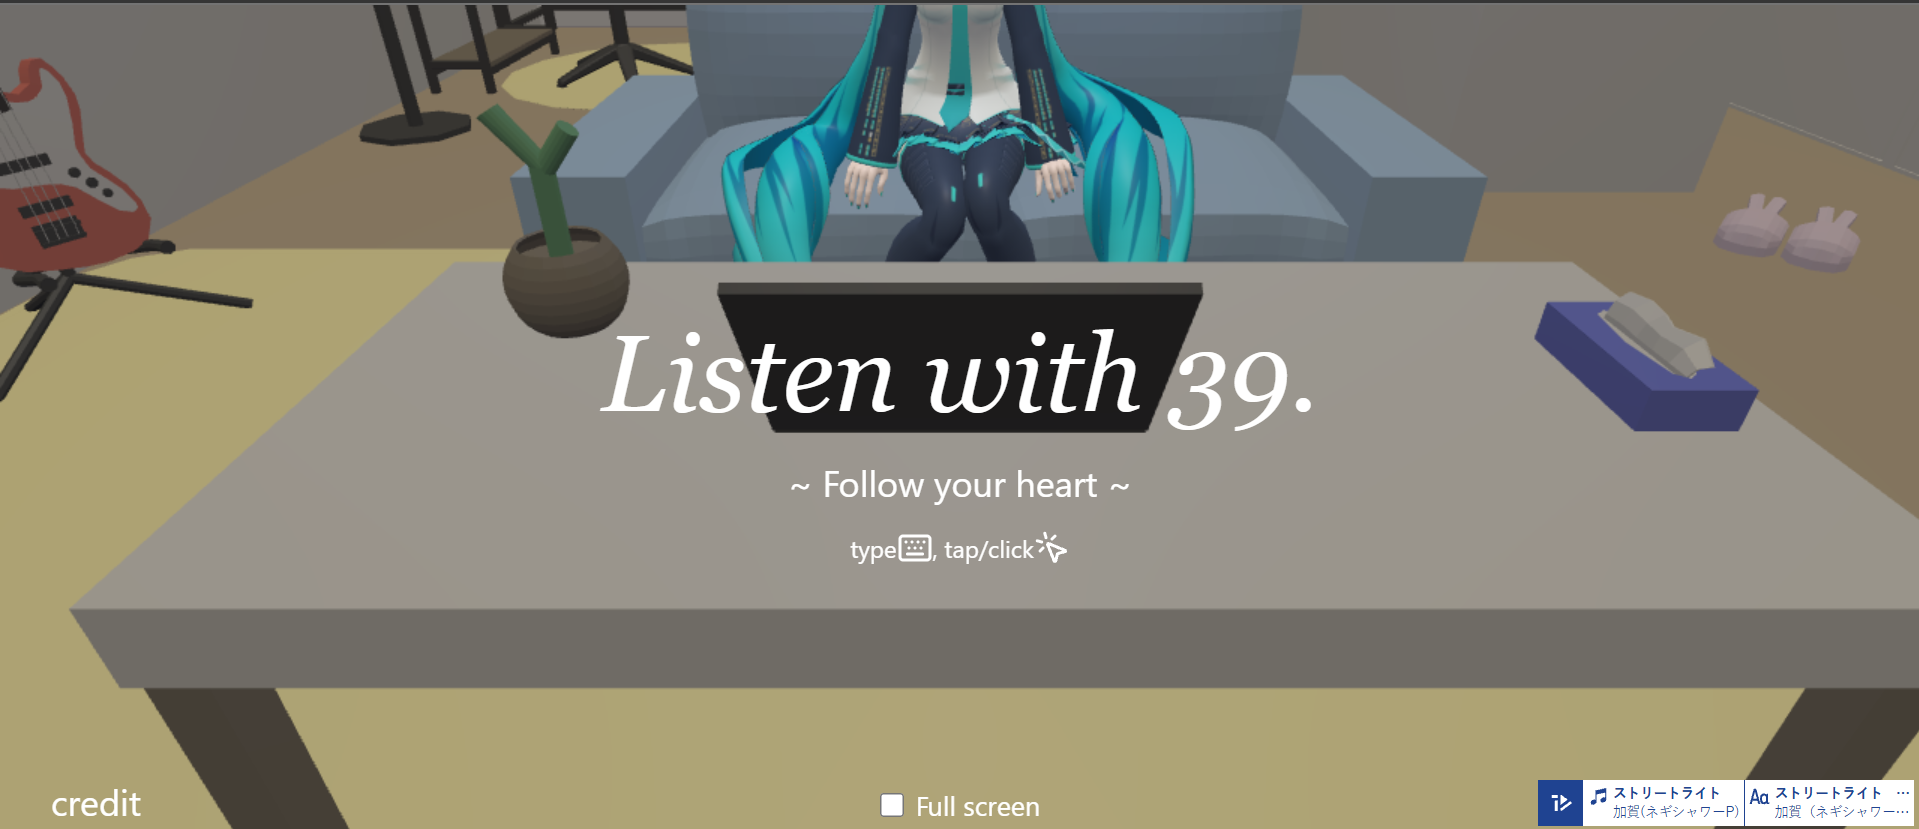 Listen with 39.
~ Follow your heart ~
type, tap/click
credit
Full screen
ストリートライト
加賀(ネギシャワーP)
Aa ストリートライト …
加賀（ネギシャワー…